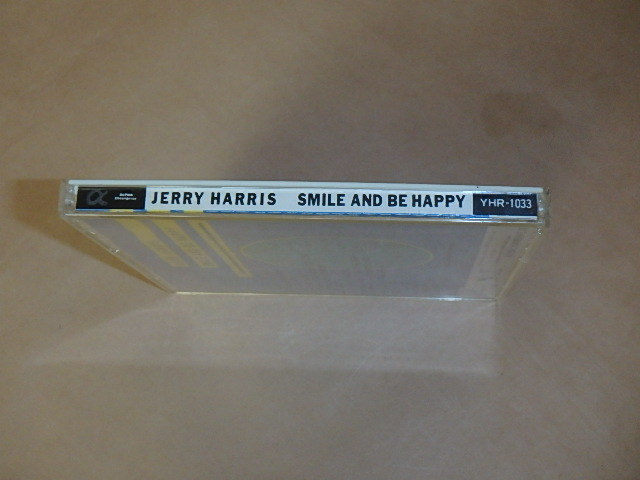 α
JERRY HARRIS SMILE AND BE HAPPY
YHR-1033